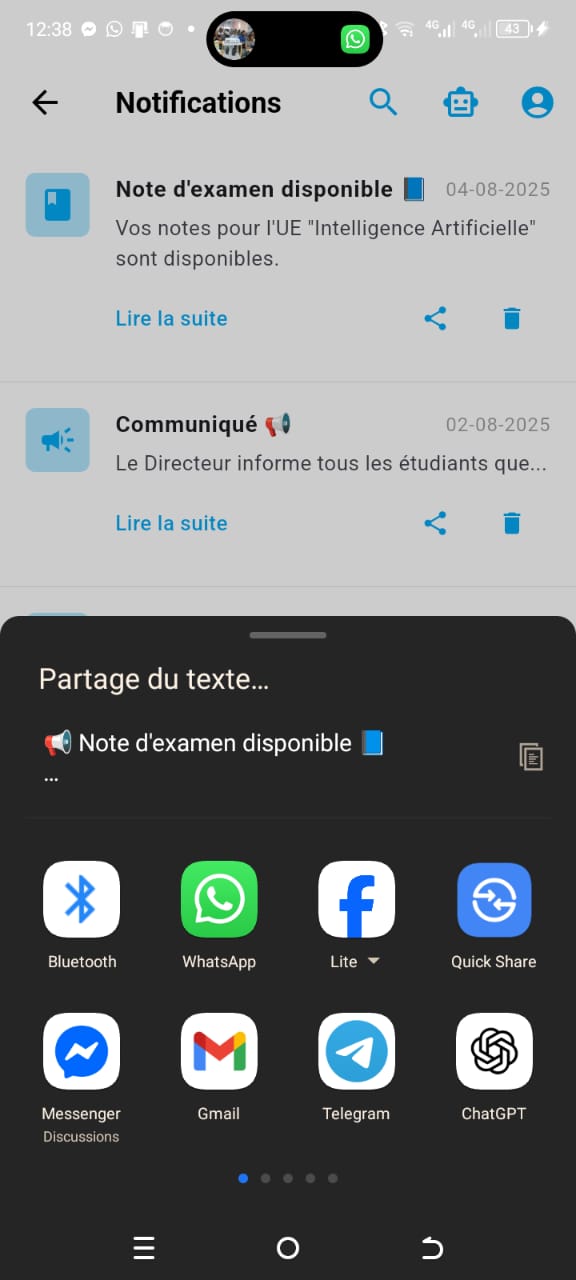 12:38
4G 4G 43
Notifications
Note d'examen disponible 📘 04-08-2025
Vos notes pour l'UE "Intelligence Artificielle"
sont disponibles.
Lire la suite
Communiqué 📢 02-08-2025
Le Directeur informe tous les étudiants que...
Lire la suite
Partage du texte…
📢 Note d'examen disponible 📘
...
Bluetooth WhatsApp Lite Quick Share
Messenger Gmail Telegram ChatGPT
Discussions